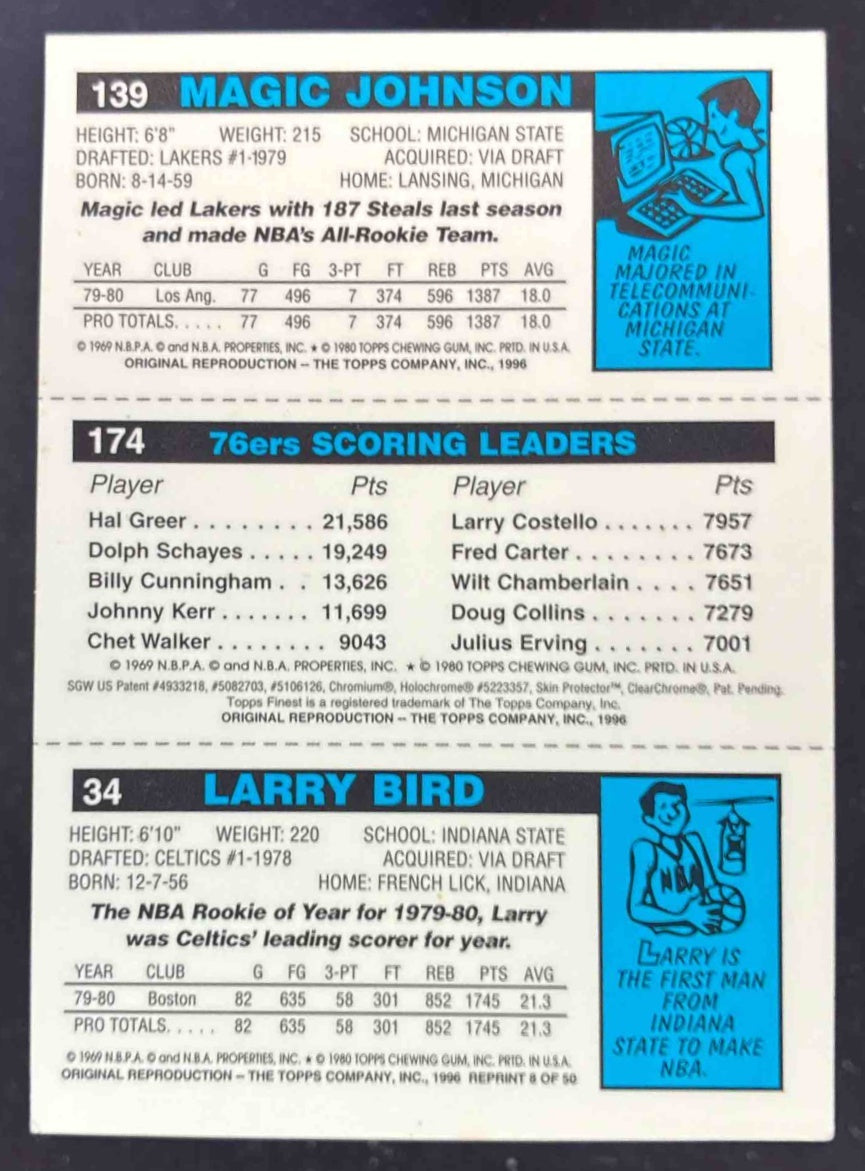 139 MAGIC JOHNSON
HEIGHT: 6'8" WEIGHT: 215 SCHOOL: MICHIGAN STATE
DRAFTED: LAKERS #1-1979 ACQUIRED: VIA DRAFT
BORN: 8-14-59 HOME: LANSING, MICHIGAN
Magic led Lakers with 187 Steals last season
and made NBA's All-Rookie Team.
YEAR CLUB G FG 3-PT FT REB PTS AVG
79-80 Los Ang. 77 496 7 374 596 1387 18.0
PRO TOTALS. . . . . 77 496 7 374 596 1387 18.0
© 1969 N.B.P.A. © and N.B.A. PROPERTIES, INC. ★ © 1980 TOPPS CHEWING GUM, INC. PRTD. IN U.S.A.
ORIGINAL REPRODUCTION – THE TOPPS COMPANY, INC., 1996
MAGIC
MAJORED IN
TELECOMMUNI-
CATIONS AT
MICHIGAN
STATE.
174 76ers SCORING LEADERS
Player Pts Player Pts
Hal Greer . . . . . . . . 21,586 Larry Costello . . . . . . . 7957
Dolph Schayes . . . . . 19,249 Fred Carter . . . . . . . . 7673
Billy Cunningham . . 13,626 Wilt Chamberlain . . . . 7651
Johnny Kerr . . . . . . . 11,699 Doug Collins . . . . . . . 7279
Chet Walker . . . . . . . . 9043 Julius Erving . . . . . . . 7001
© 1969 N.B.P.A. © and N.B.A. PROPERTIES, INC. ★ © 1980 TOPPS CHEWING GUM, INC. PRTD. IN U.S.A.
SGW US Patent #4933218, #5082703, #5106126, Chromium®, Holochrome® #5223357, Skin Protector™, ClearChrome®, Pat. Pending.
Topps Finest is a registered trademark of The Topps Company, Inc.
ORIGINAL REPRODUCTION – THE TOPPS COMPANY, INC., 1996
34 LARRY BIRD
HEIGHT: 6'10" WEIGHT: 220 SCHOOL: INDIANA STATE
DRAFTED: CELTICS #1-1978 ACQUIRED: VIA DRAFT
BORN: 12-7-56 HOME: FRENCH LICK, INDIANA
The NBA Rookie of Year for 1979-80, Larry
was Celtics' leading scorer for year.
YEAR CLUB G FG 3-PT FT REB PTS AVG
79-80 Boston 82 635 58 301 852 1745 21.3
PRO TOTALS. . . . . 82 635 58 301 852 1745 21.3
© 1969 N.B.P.A. © and N.B.A. PROPERTIES, INC. ★ © 1980 TOPPS CHEWING GUM, INC. PRTD. IN U.S.A.
ORIGINAL REPRODUCTION – THE TOPPS COMPANY, INC., 1996 REPRINT 8 OF 50
NBA
LARRY IS
THE FIRST MAN
FROM
INDIANA
STATE TO MAKE
NBA.